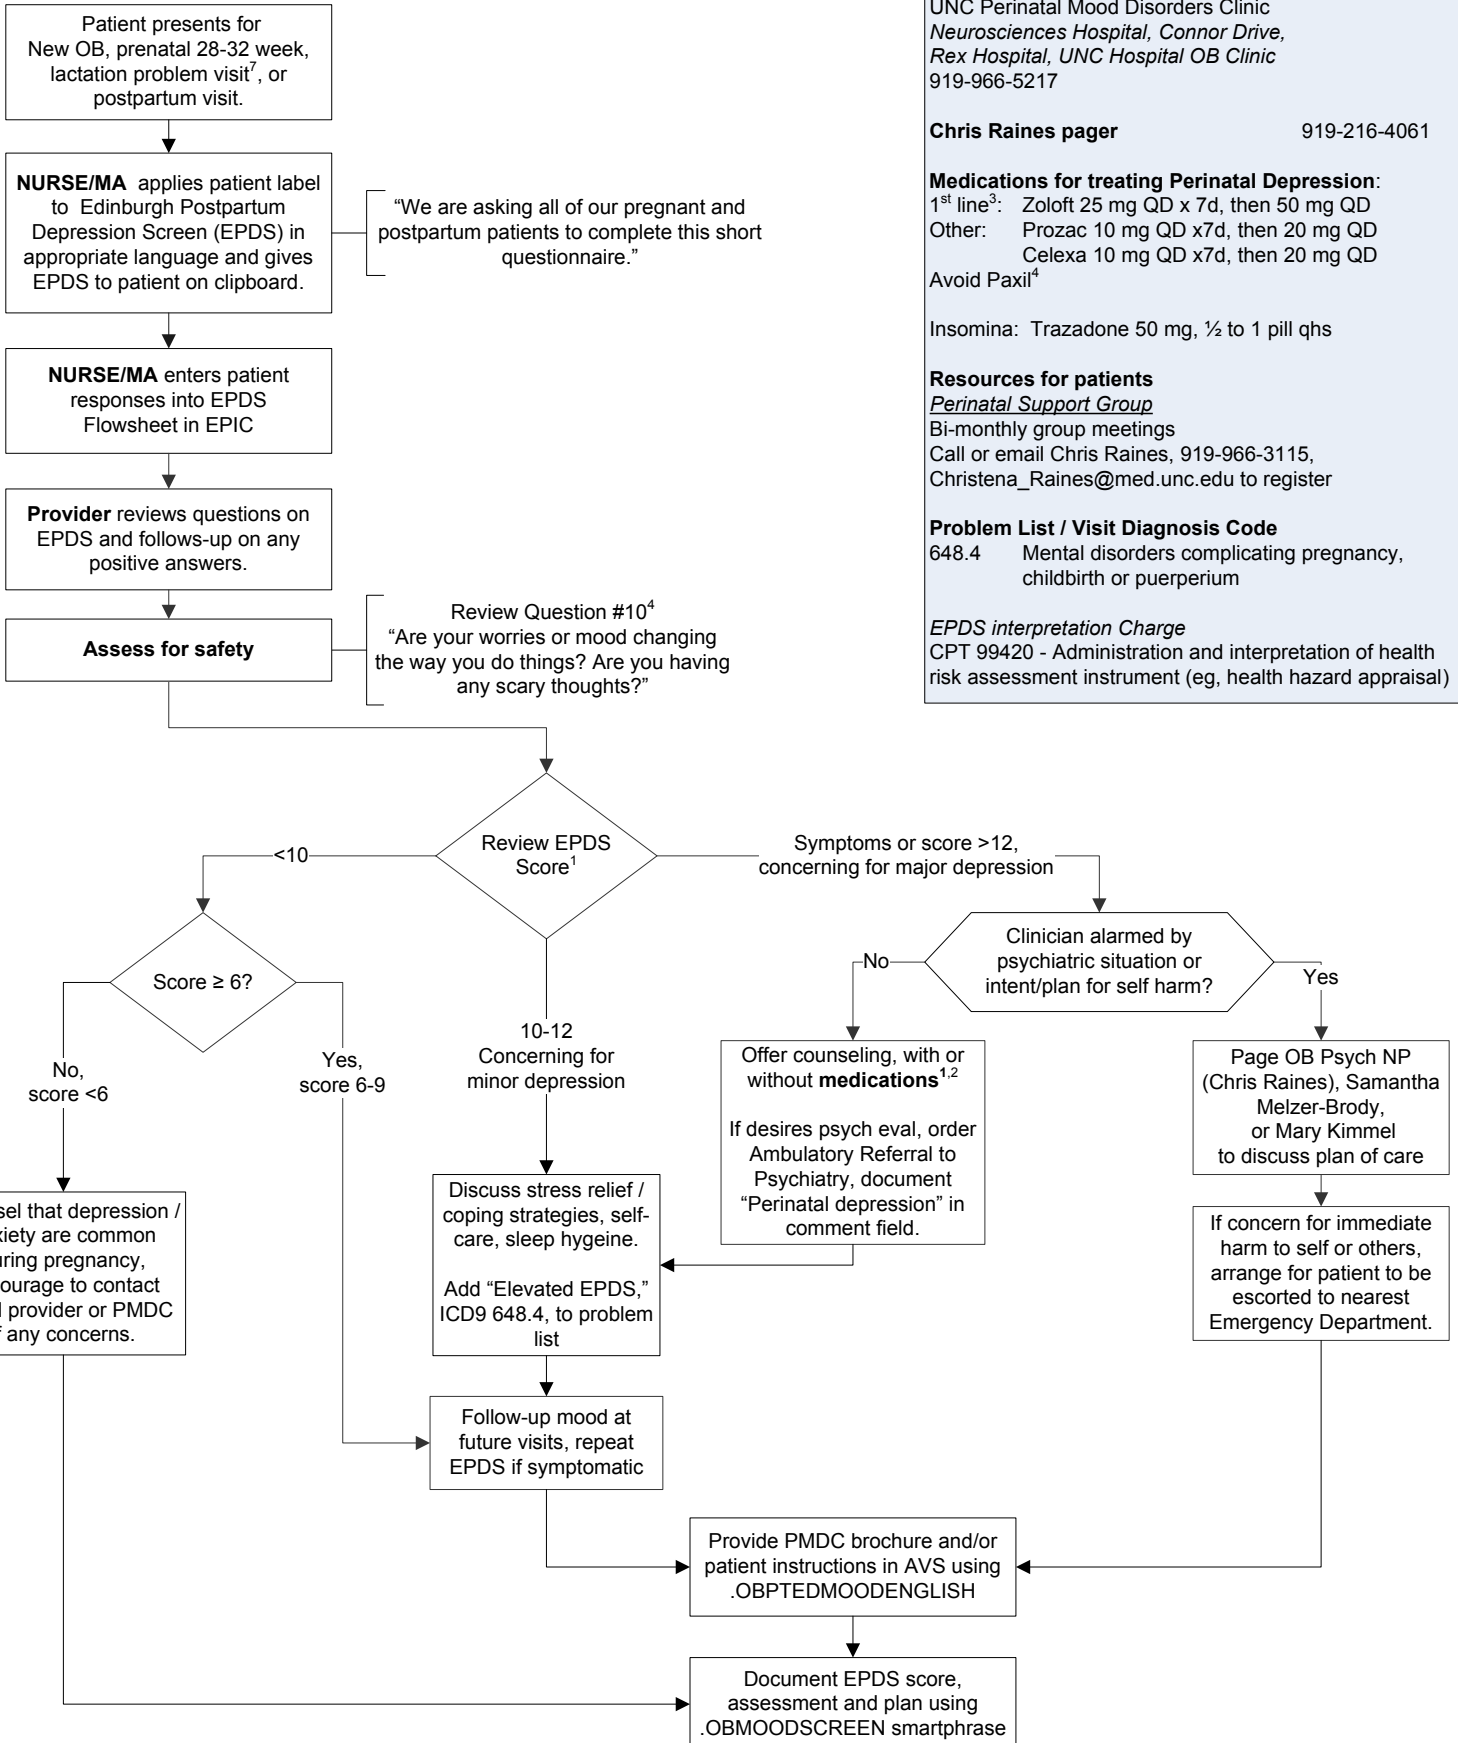 Patient presents for
New OB, prenatal 28-32 week,
lactation problem visit7, or
postpartum visit.
NURSE/MA applies patient label
to Edinburgh Postpartum
Depression Screen (EPDS) in
appropriate language and gives
EPDS to patient on clipboard.
“We are asking all of our pregnant and
postpartum patients to complete this short
questionnaire.”
NURSE/MA enters patient
responses into EPDS
Flowsheet in EPIC
Provider reviews questions on
EPDS and follows-up on any
positive answers.
Assess for safety
Review Question #104
“Are your worries or mood changing
the way you do things? Are you having
any scary thoughts?”
UNC Perinatal Mood Disorders Clinic
Neurosciences Hospital, Connor Drive,
Rex Hospital, UNC Hospital OB Clinic
919-966-5217
Chris Raines pager 919-216-4061
Medications for treating Perinatal Depression:
1st line3: Zoloft 25 mg QD x 7d, then 50 mg QD
Other: Prozac 10 mg QD x7d, then 20 mg QD
Celexa 10 mg QD x7d, then 20 mg QD
Avoid Paxil4
Insomina: Trazadone 50 mg, ½ to 1 pill qhs
Resources for patients
Perinatal Support Group
Bi-monthly group meetings
Call or email Chris Raines, 919-966-3115,
Christena_Raines@med.unc.edu to register
Problem List / Visit Diagnosis Code
648.4 Mental disorders complicating pregnancy,
childbirth or puerperium
EPDS interpretation Charge
CPT 99420 - Administration and interpretation of health
risk assessment instrument (eg, health hazard appraisal)
Review EPDS
Score1
<10
Symptoms or score >12,
concerning for major depression
Score ≥ 6?
No,
score <6
Yes,
score 6-9
10-12
Concerning for
minor depression
Clinician alarmed by
psychiatric situation or
intent/plan for self harm?
No
Yes
Offer counseling, with or
without medications1,2
If desires psych eval, order
Ambulatory Referral to
Psychiatry, document
“Perinatal depression” in
comment field.
Page OB Psych NP
(Chris Raines), Samantha
Melzer-Brody,
or Mary Kimmel
to discuss plan of care
If concern for immediate
harm to self or others,
arrange for patient to be
escorted to nearest
Emergency Department.
Discuss stress relief /
coping strategies, self-
care, sleep hygeine.
Add “Elevated EPDS,”
ICD9 648.4, to problem
list
sel that depression /
xiety are common
ring pregnancy,
ourage to contact
provider or PMDC
any concerns.
Follow-up mood at
future visits, repeat
EPDS if symptomatic
Provide PMDC brochure and/or
patient instructions in AVS using
.OBPTEDMOODENGLISH
Document EPDS score,
assessment and plan using
.OBMOODSCREEN smartphrase